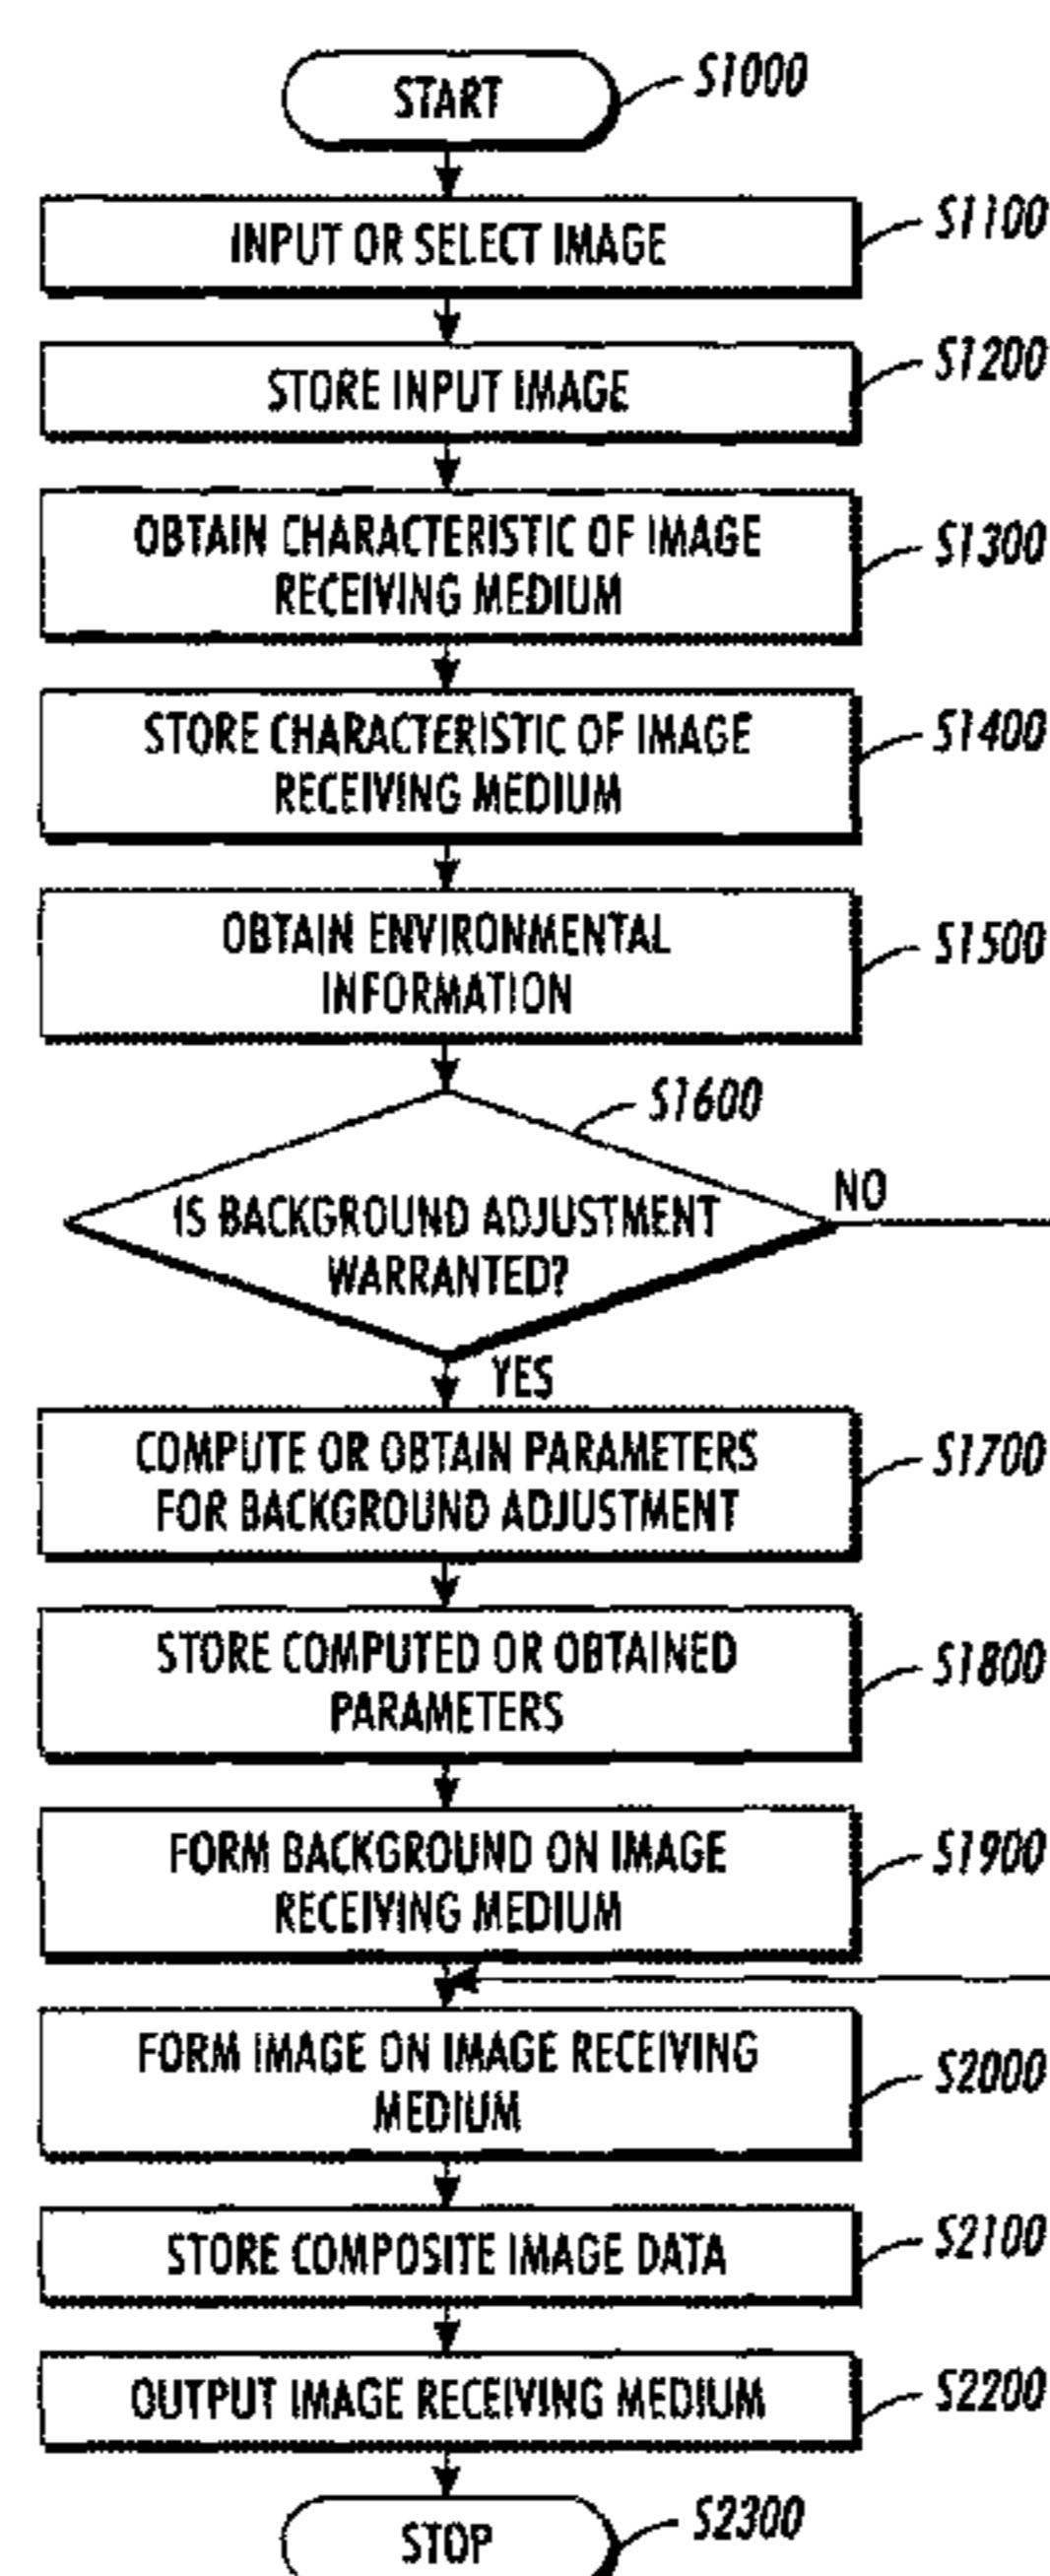 START
S1000
INPUT OR SELECT IMAGE
S1100
STORE INPUT IMAGE
S1200
OBTAIN CHARACTERISTIC OF IMAGE
RECEIVING MEDIUM
S1300
STORE CHARACTERISTIC OF IMAGE
RECEIVING MEDIUM
S1400
OBTAIN ENVIRONMENTAL
INFORMATION
S1500
S1600
IS BACKGROUND ADJUSTMENT
WARRANTED?
NO
YES
COMPUTE OR OBTAIN PARAMETERS
FOR BACKGROUND ADJUSTMENT
S1700
STORE COMPUTED OR OBTAINED
PARAMETERS
S1800
FORM BACKGROUND ON IMAGE
RECEIVING MEDIUM
S1900
FORM IMAGE ON IMAGE RECEIVING
MEDIUM
S2000
STORE COMPOSITE IMAGE DATA
S2100
OUTPUT IMAGE RECEIVING MEDIUM
S2200
STOP
S2300